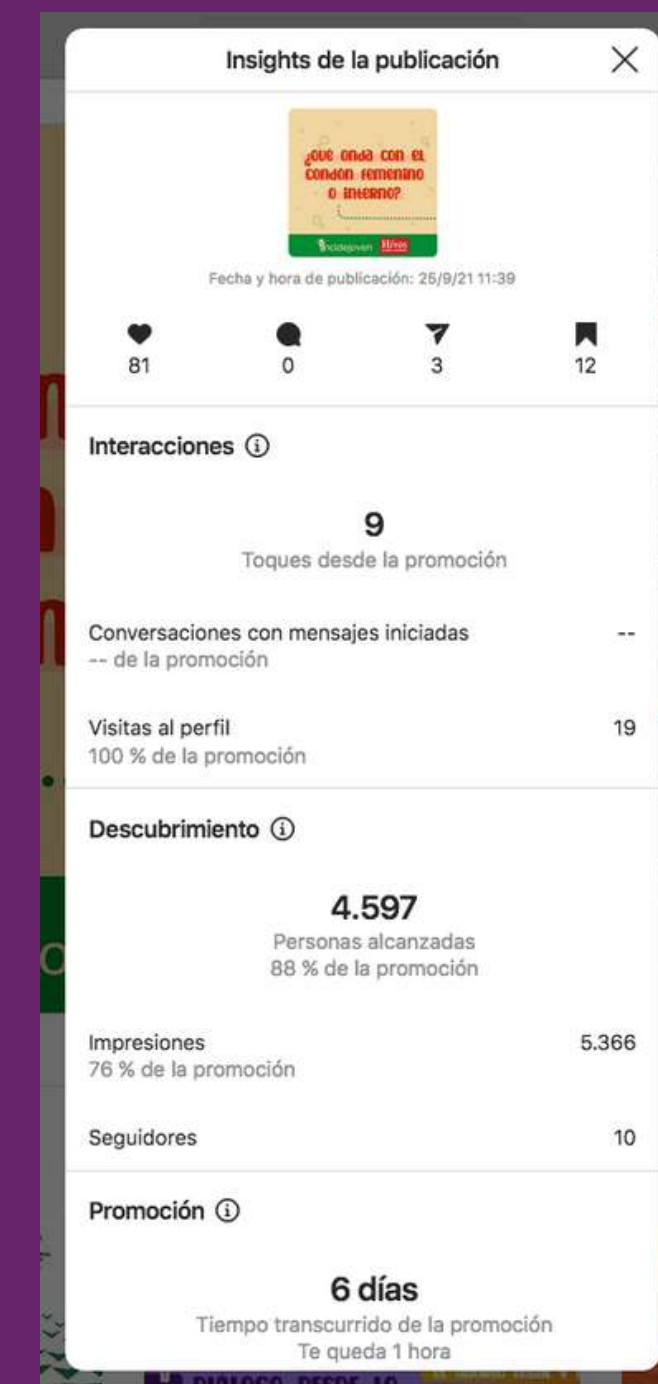 Insights de la publicación
¿QUÉ ONDA CON EL
CONDÓN FEMENINO
O INTERNO?
incidejoven Hivos
Fecha y hora de publicación: 25/9/21 11:39
81
0
3
12
Interacciones
9
Toques desde la promoción
Conversaciones con mensajes iniciadas --
-- de la promoción
Visitas al perfil 19
100 % de la promoción
Descubrimiento
4.597
Personas alcanzadas
88 % de la promoción
Impresiones 5.366
76 % de la promoción
Seguidores 10
Promoción
6 días
Tiempo transcurrido de la promoción
Te queda 1 hora